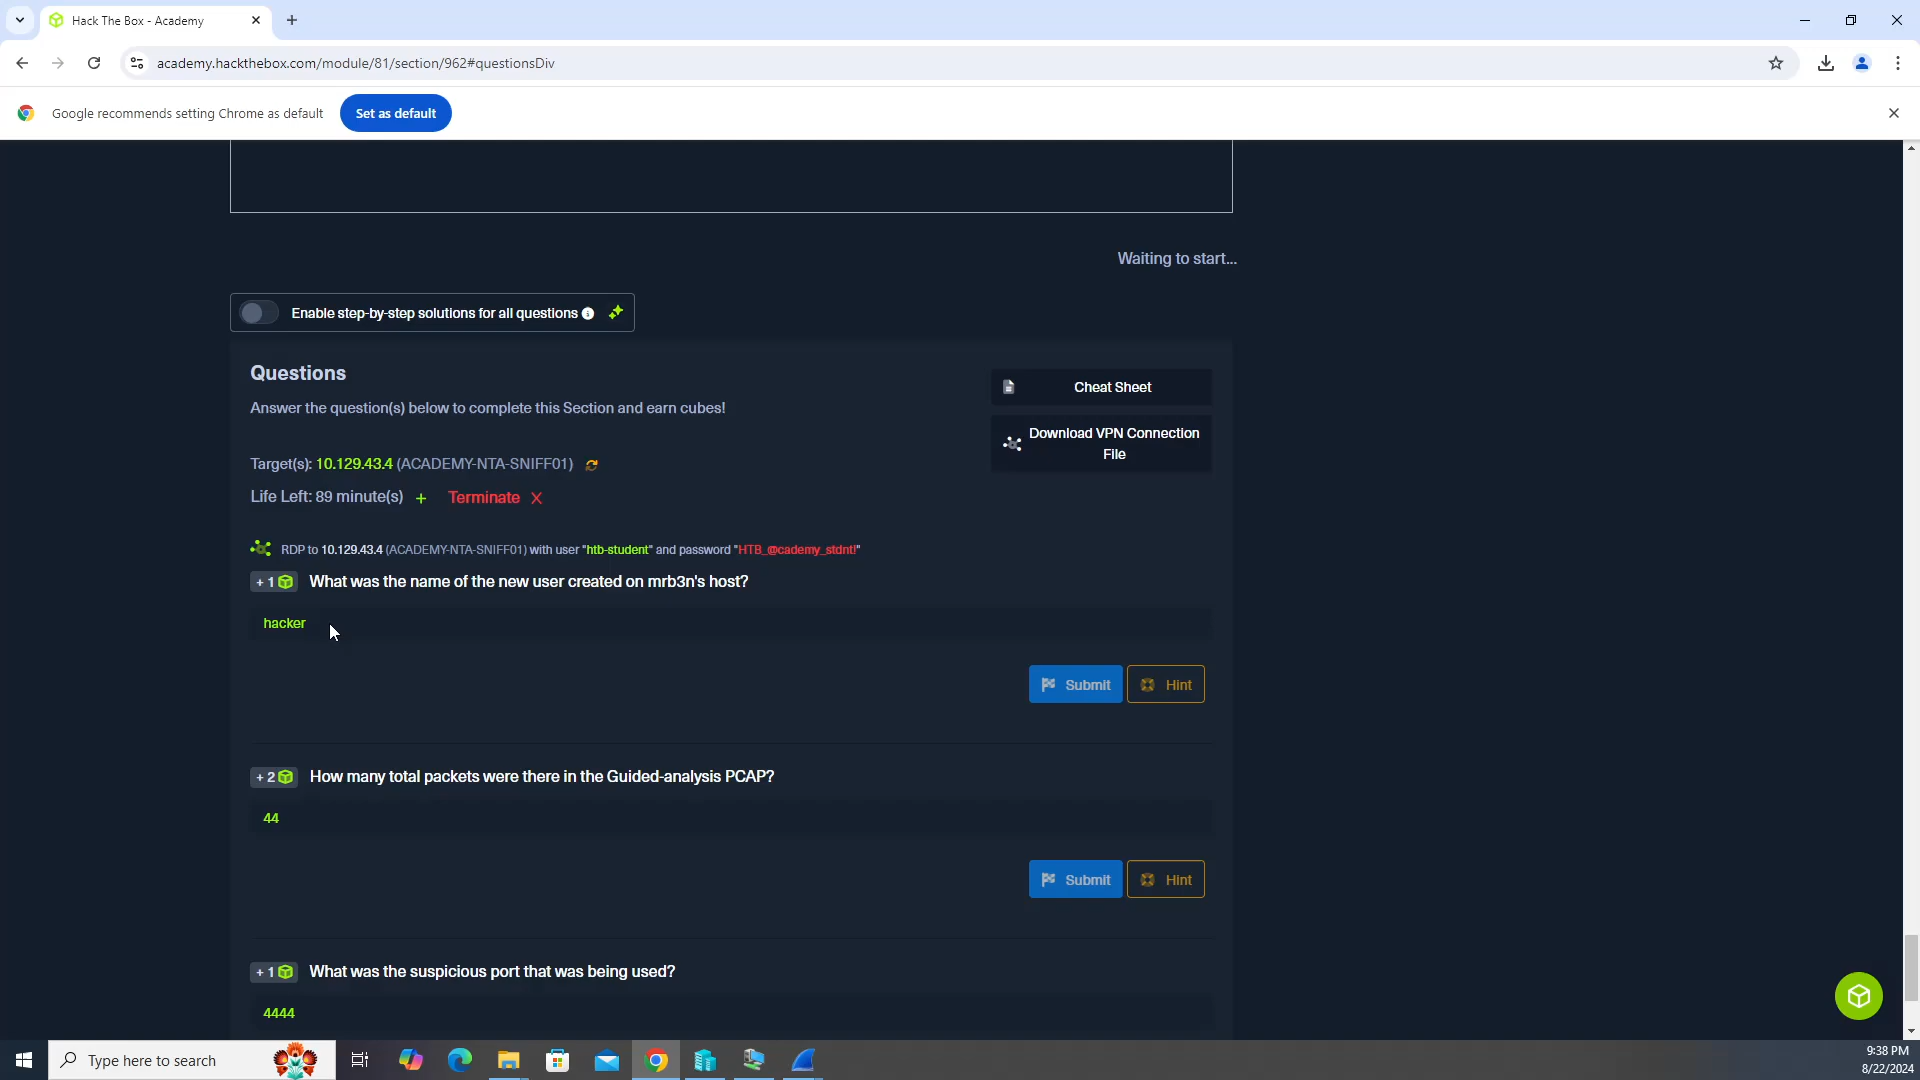 Hack The Box - Academy
academy.hackthebox.com/module/81/section/962#questionsDiv
Google recommends setting Chrome as default
Set as default
Waiting to start...
Enable step-by-step solutions for all questions
Questions
Answer the question(s) below to complete this Section and earn cubes!
Cheat Sheet
Download VPN Connection
File
Target(s): 10.129.43.4 (ACADEMY-NTA-SNIFF01)
Life Left: 89 minute(s) + Terminate X
RDP to 10.129.43.4 (ACADEMY-NTA-SNIFF01) with user "htb-student" and password "HTB_@cademy_stdnt!"
+ 1 What was the name of the new user created on mrb3n's host?
hacker
Submit
Hint
+ 2 How many total packets were there in the Guided-analysis PCAP?
44
Submit
Hint
+ 1 What was the suspicious port that was being used?
4444
Type here to search
9:38 PM
8/22/2024